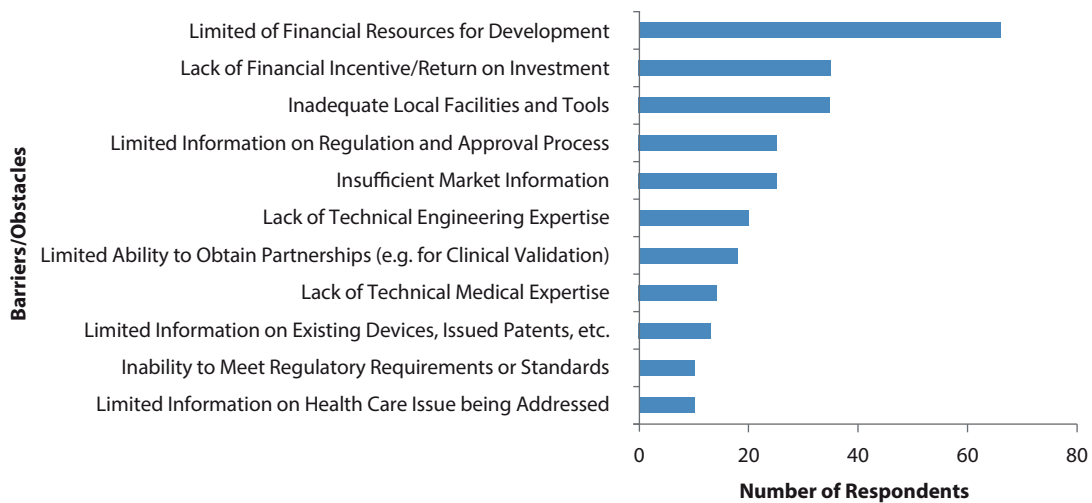 Limited of Financial Resources for Development
Lack of Financial Incentive/Return on Investment
Inadequate Local Facilities and Tools
Limited Information on Regulation and Approval Process
Insufficient Market Information
Lack of Technical Engineering Expertise
Limited Ability to Obtain Partnerships (e.g. for Clinical Validation)
Lack of Technical Medical Expertise
Limited Information on Existing Devices, Issued Patents, etc.
Inability to Meet Regulatory Requirements or Standards
Limited Information on Health Care Issue being Addressed
Barriers/Obstacles
0 20 40 60 80
Number of Respondents